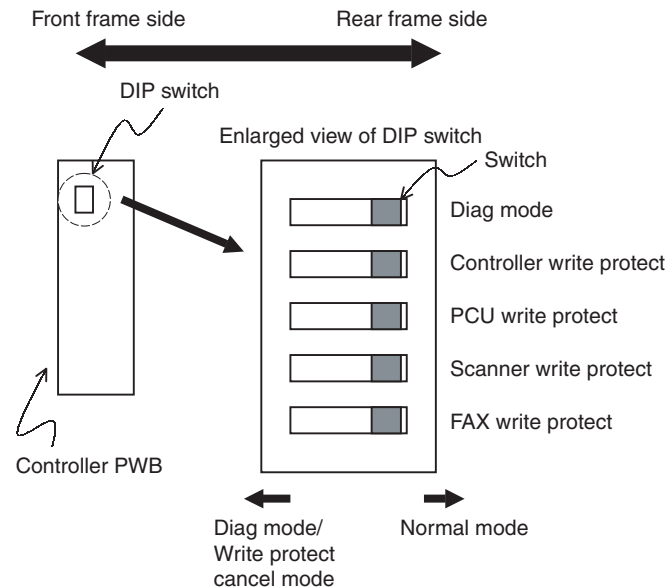 Front frame side
Rear frame side
DIP switch
Enlarged view of DIP switch
Switch
Diag mode
Controller write protect
PCU write protect
Scanner write protect
FAX write protect
Controller PWB
Diag mode/
Write protect
cancel mode
Normal mode